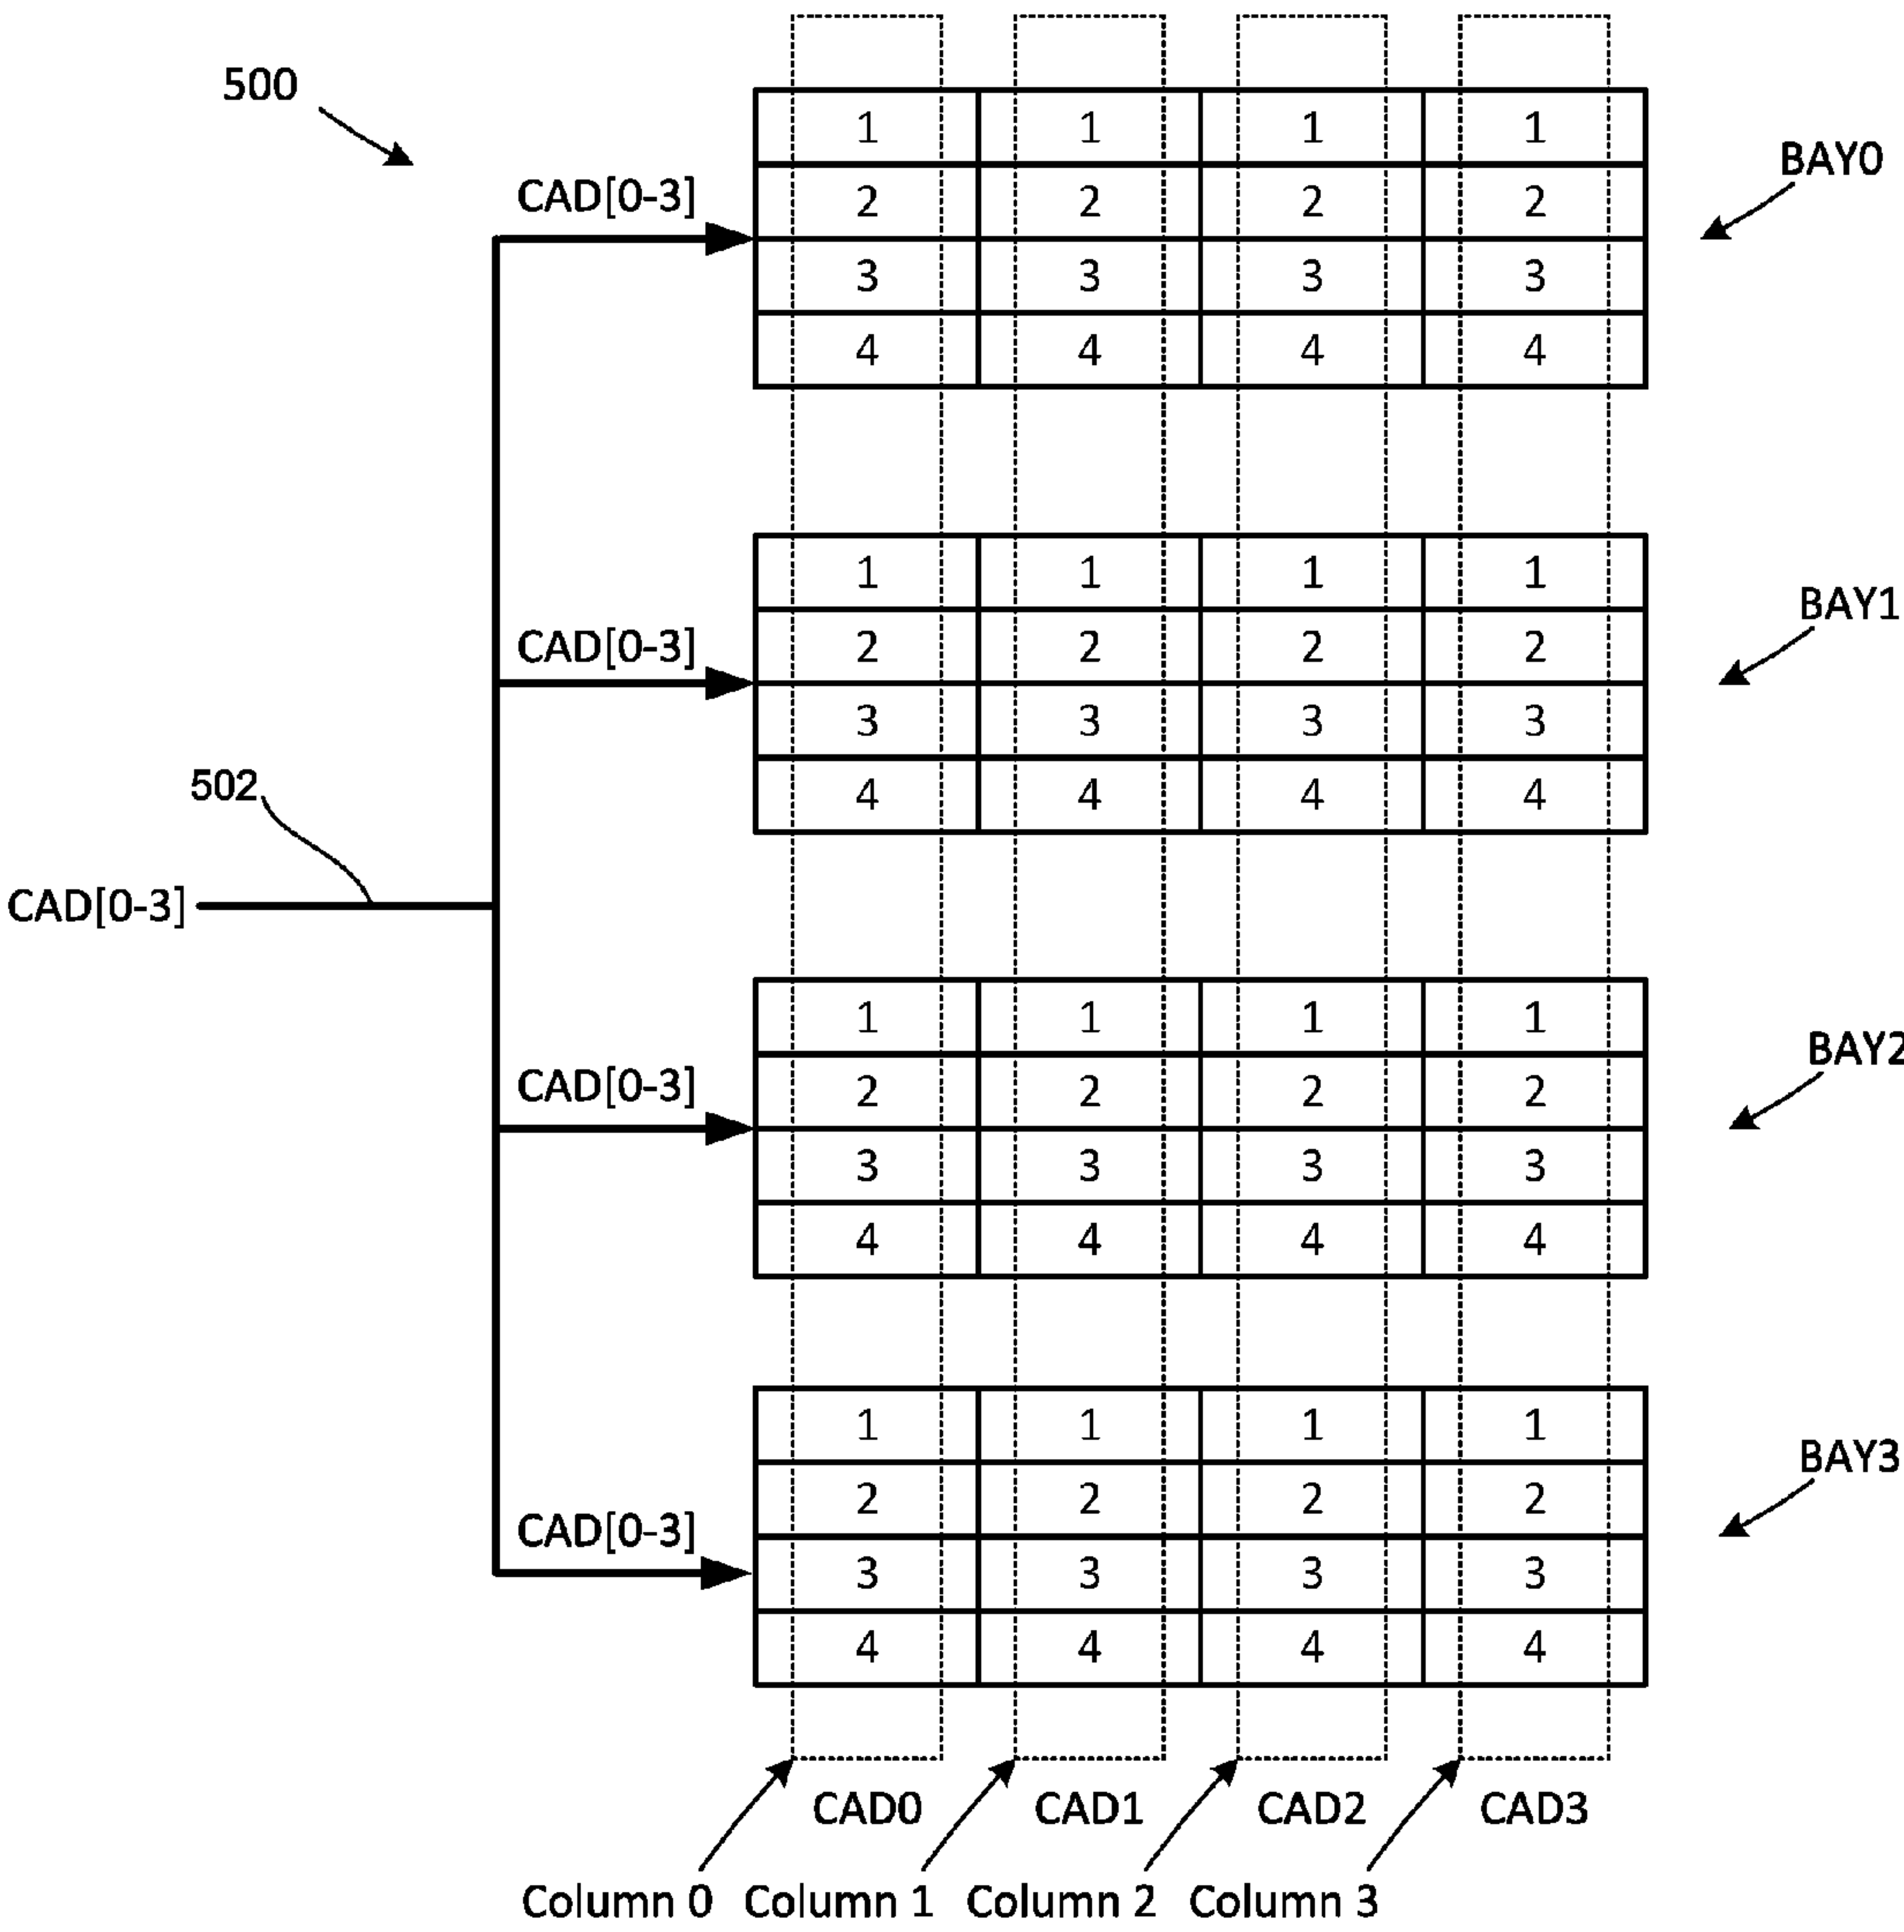 500
1 1 1 1
BAY0
CAD[0-3]
2 2 2 2
3 3 3 3
4 4 4 4
1 1 1 1
BAY1
CAD[0-3]
2 2 2 2
3 3 3 3
502
4 4 4 4
CAD[0-3]
1 1 1 1
BAY2
CAD[0-3]
2 2 2 2
3 3 3 3
4 4 4 4
1 1 1 1
BAY3
2 2 2 2
CAD[0-3]
3 3 3 3
4 4 4 4
CAD0 CAD1 CAD2 CAD3
Column 0 Column 1 Column 2 Column 3